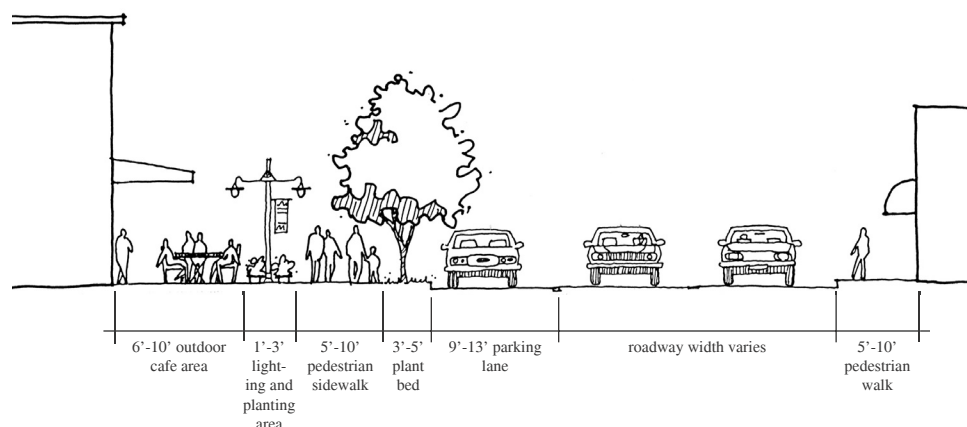 6’-10’ outdoor
cafe area
1’-3’
light-
ing and
planting
area
5’-10’
pedestrian
sidewalk
3’-5’
plant
bed
9’-13’ parking
lane
roadway width varies
5’-10’
pedestrian
walk